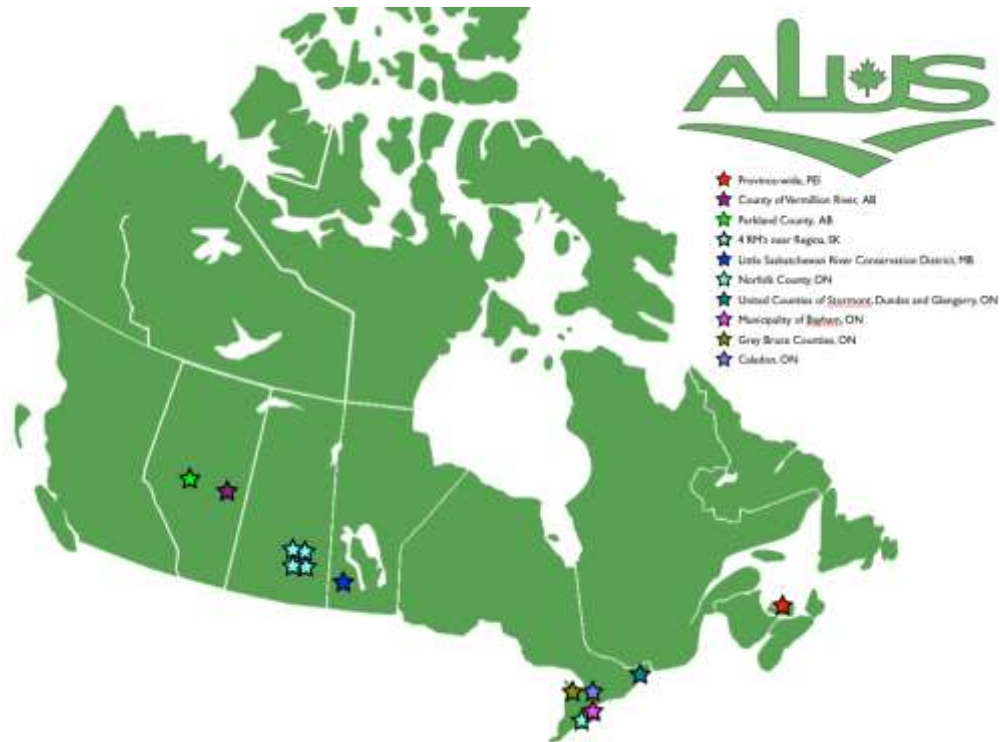 ALUS
Province-wide, PEI
County of Vermillion River, AB
Parkland County, AB
4 RM's near Regina, SK
Little Saskatchewan River Conservation District, MB
Norfolk County, ON
United Counties of Stormont, Dundas and Glengarry, ON
Municipality of Bayham, ON
Grey Bruce Counties, ON
Caledon, ON